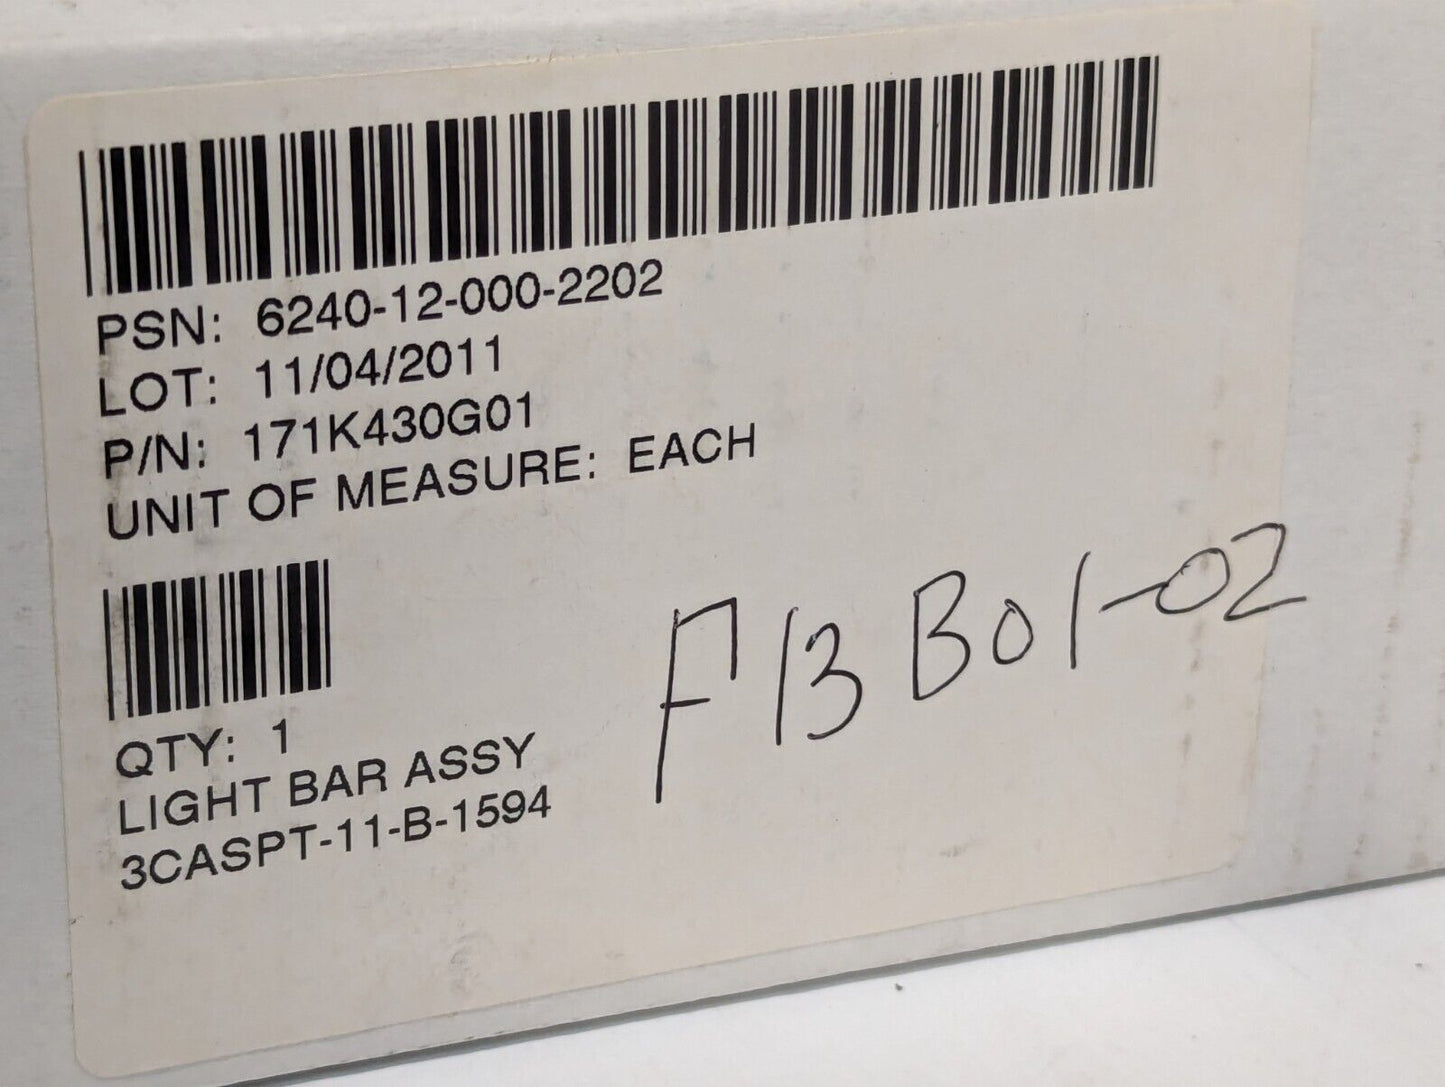 PSN: 6240-12-000-2202
LOT: 11/04/2011
P/N: 171K430G01
UNIT OF MEASURE: EACH
F13B01-02
QTY: 1
LIGHT BAR ASSY
3CASPT-11-B-1594